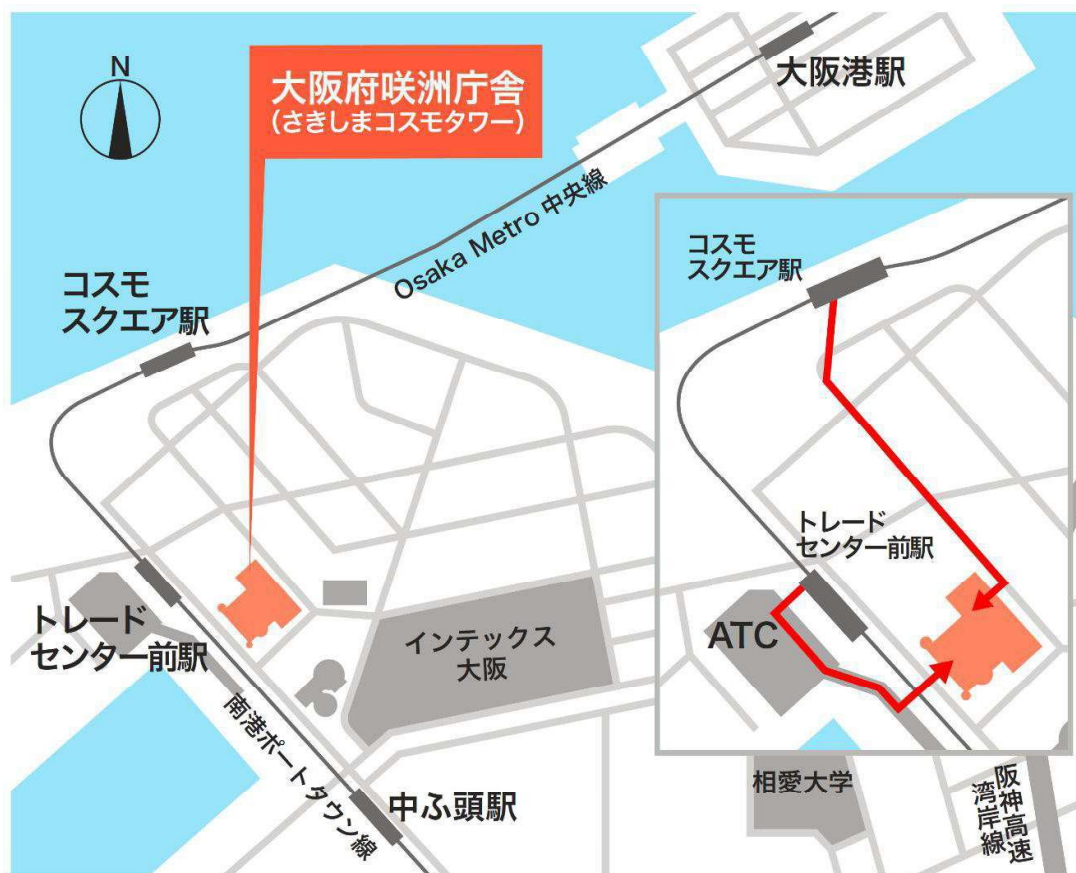 N
大阪府咲洲庁舎
(さきしまコスモタワー)
大阪港駅
Osaka Metro 中央線
コスモ
スクエア駅
トレード
センター前駅
インテックス
大阪
南港ポートタウン線
中ふ頭駅
コスモ
スクエア駅
トレード
センター前駅
ATC
相愛大学
阪神高速
湾岸線